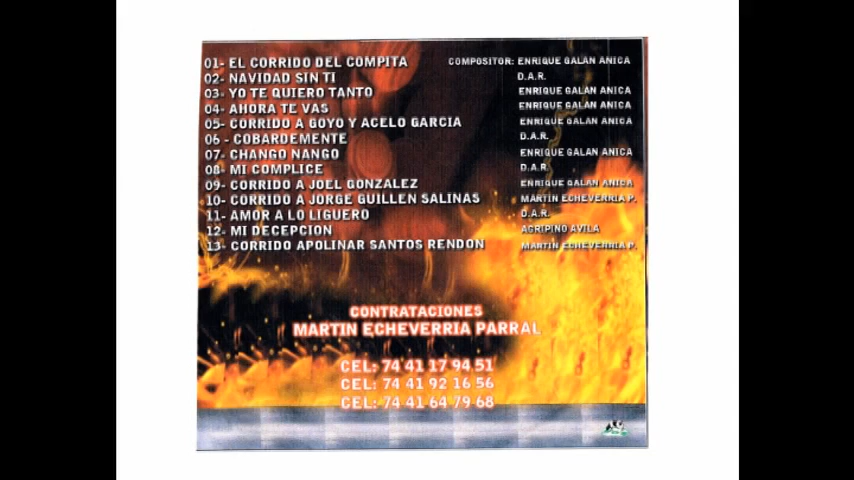 01- EL CORRIDO DEL COMPITA COMPOSITOR: ENRIQUE GALAN ANICA
02- NAVIDAD SIN TI D.A.R.
03- YO TE QUIERO TANTO ENRIQUE GALAN ANICA
04- AHORA TE VAS ENRIQUE GALAN ANICA
05- CORRIDO A GOYO Y ACELO GARCIA ENRIQUE GALAN ANICA
06 - COBARDEMENTE D.A.R.
07- CHANGO NANGO ENRIQUE GALAN ANICA
08- MI COMPLICE D.A.R.
09- CORRIDO A JOEL GONZALEZ ENRIQUE GALAN ANICA
10- CORRIDO A JORGE GUILLEN SALINAS MARTIN ECHEVERRIA P.
11- AMOR A LO LIGUERO D.A.R.
12- MI DECEPCION AGRIPINO AVILA
13- CORRIDO APOLINAR SANTOS RENDON MARTIN ECHEVERRIA P.
CONTRATACIONES
MARTIN ECHEVERRIA PARRAL
CEL: 74 41 17 94 51
CEL: 74 41 92 16 56
CEL: 74 41 64 79 68